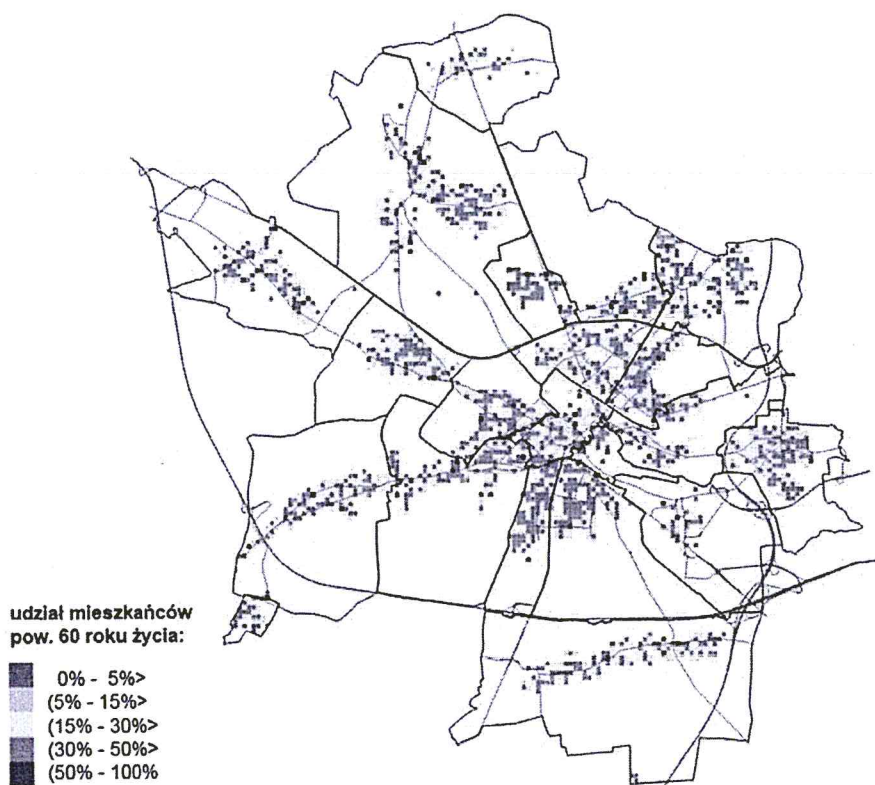 udział mieszkańców
pow. 60 roku życia:
0% - 5%>
(5% - 15%>
(15% - 30%>
(30% - 50%>
(50% - 100%